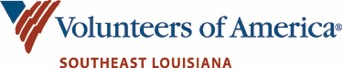 Volunteers of America®
SOUTHEAST LOUISIANA